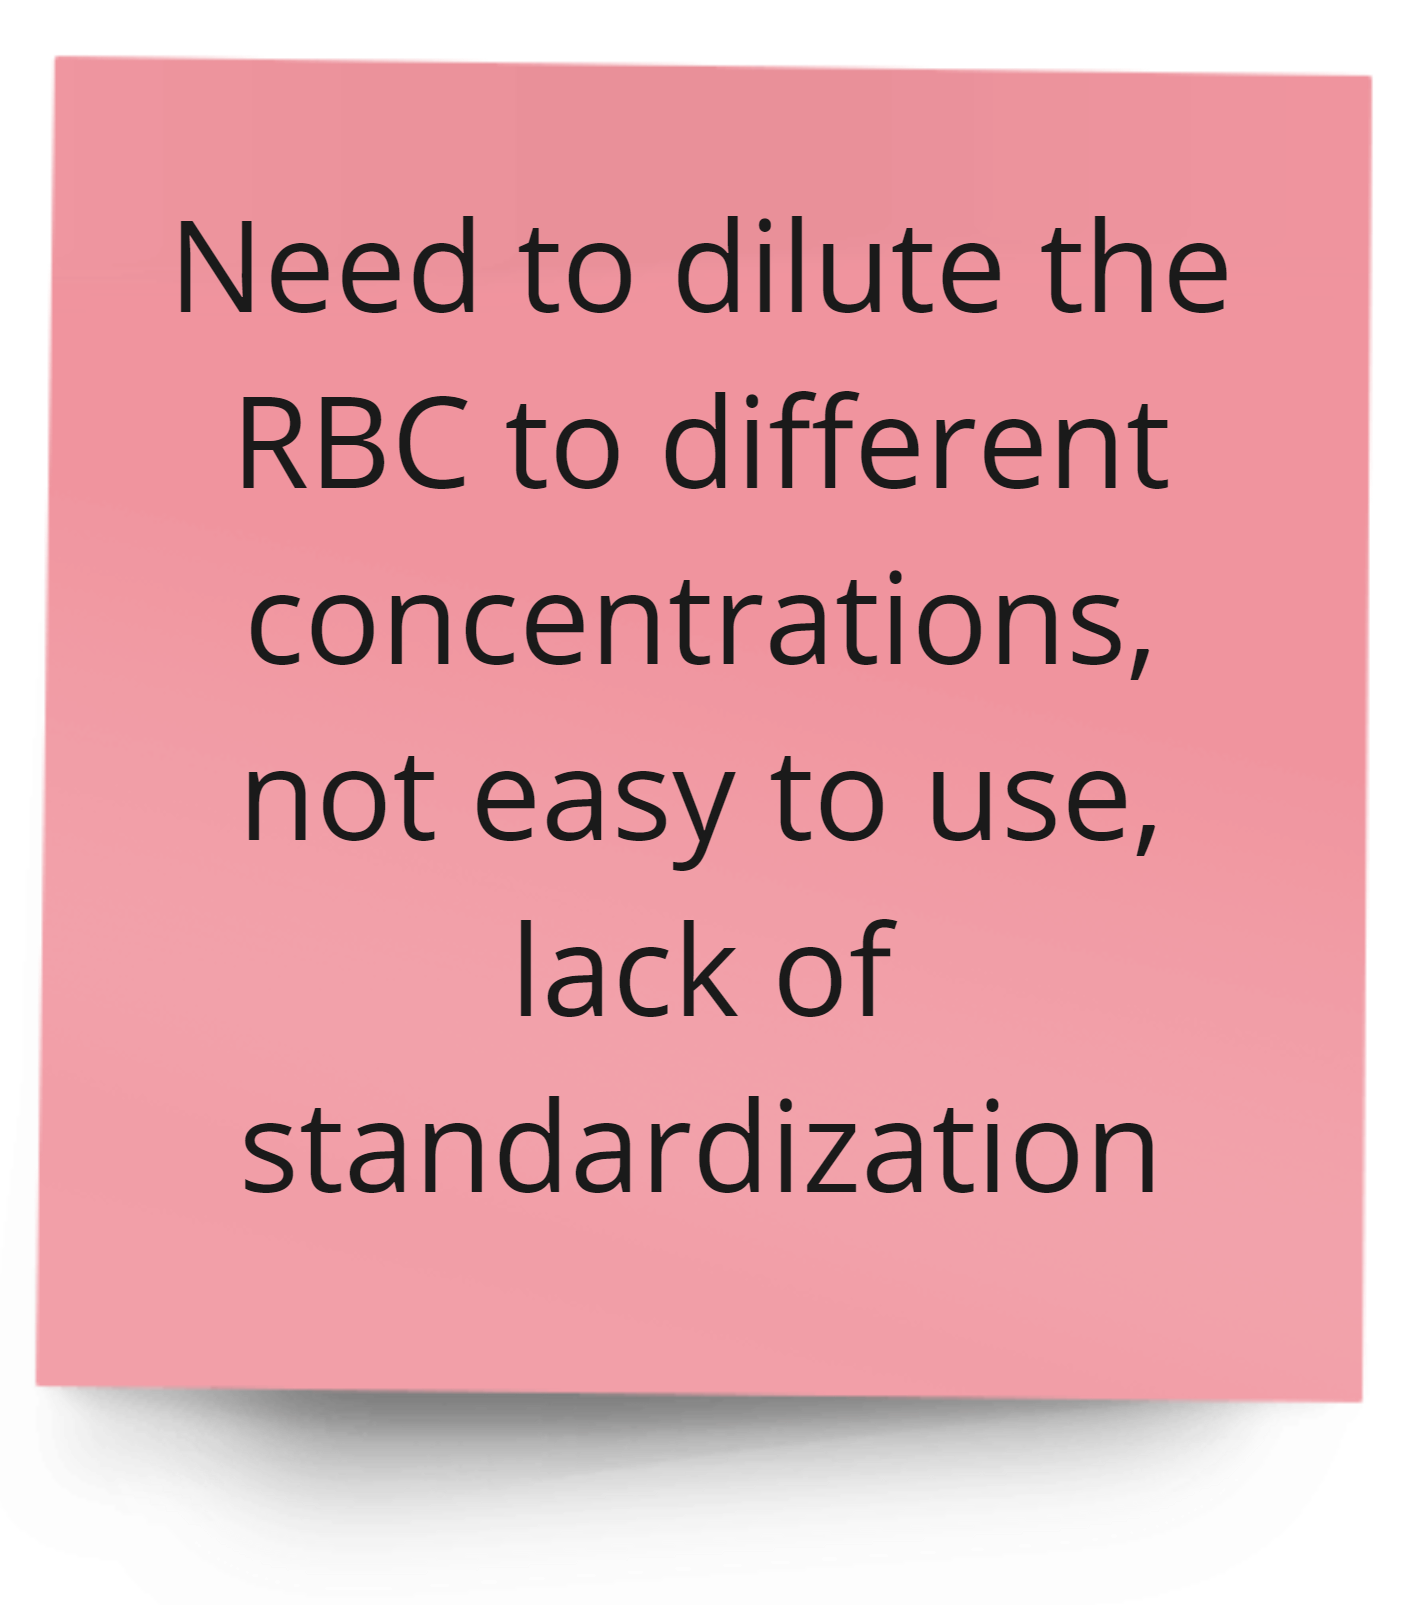 Need to dilute the
RBC to different
concentrations,
not easy to use,
lack of
standardization